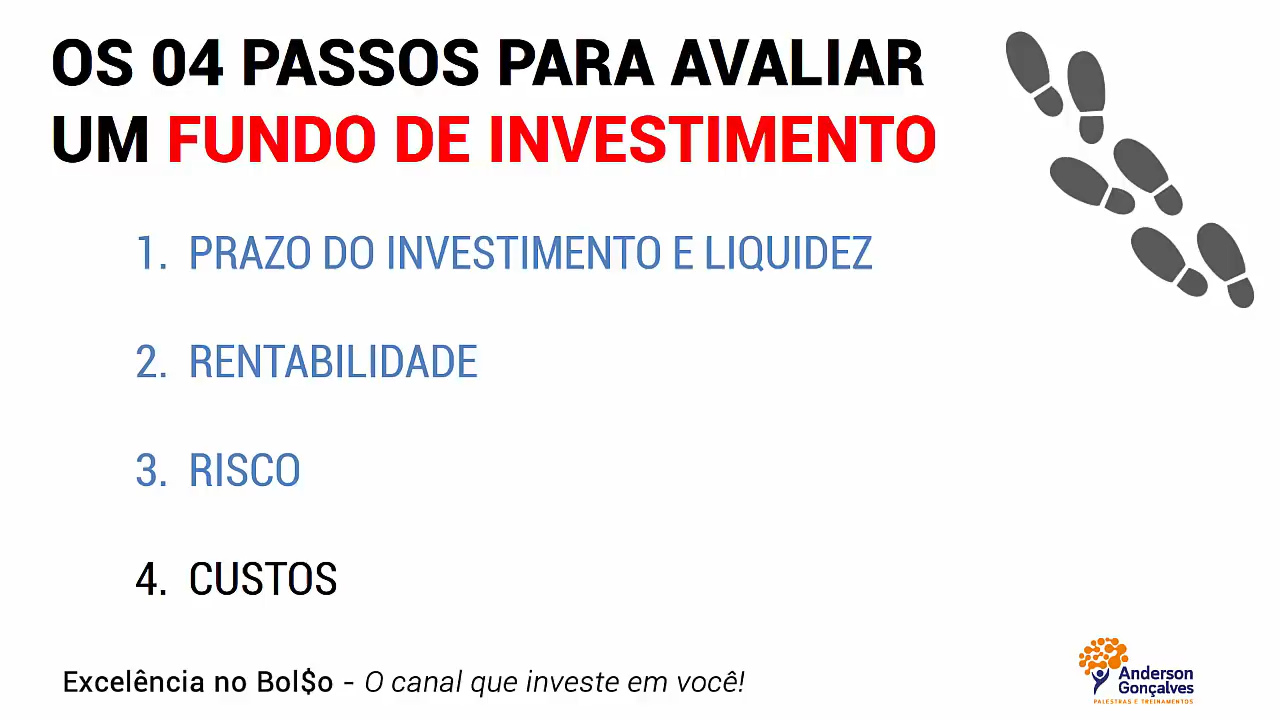 OS 04 PASSOS PARA AVALIAR
UM FUNDO DE INVESTIMENTO
1. PRAZO DO INVESTIMENTO E LIQUIDEZ
2. RENTABILIDADE
3. RISCO
4. CUSTOS
Excelência no Bol$o - O canal que investe em você!
Anderson
Gonçalves
PALESTRAS E TREINAMENTOS